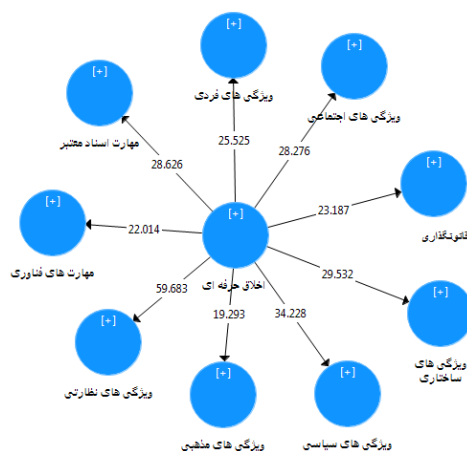 [+]
ویژگی های فردی
[+]
ویژگی های اجتماعی
[+]
مهارت اسناد معتبر
28.626
25.525
28.276
[+]
قانونگذاری
23.187
[+]
مهارت های فناوری
22.014
[+]
اخلاق حرفه ای
29.532
[+]
ویژگی های
ساختاری
59.683
19.293
34.228
[+]
ویژگی های نظارتی
[+]
ویژگی های مذهبی
[+]
ویژگی های سیاسی